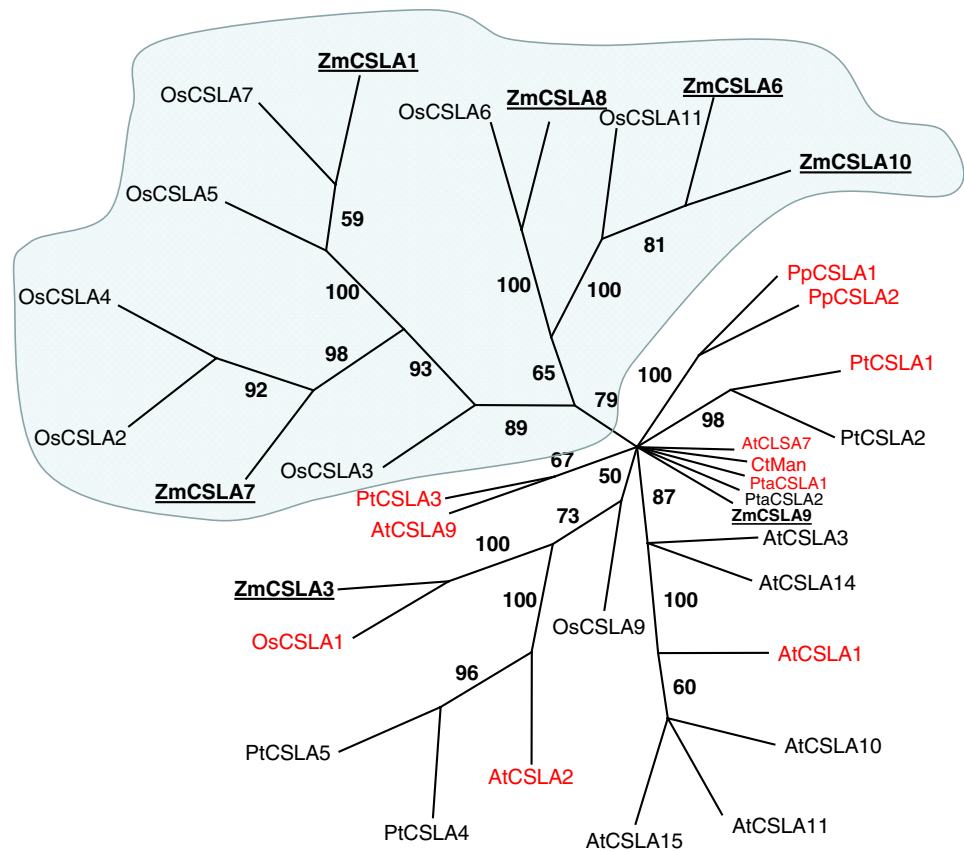 ZmCSLA1
OsCSLA7
ZmCSLA6
ZmCSLA8
OsCSLA6
OsCSLA11
ZmCSLA10
OsCSLA5
59
81
PpCSLA1
100
100
100
OsCSLA4
PpCSLA2
98
93
65
100
PtCSLA1
92
79
98
OsCSLA2
89
PtCSLA2
AtCLSA7
OsCSLA3
67
CtMan
50
87
PtaCSLA1
ZmCSLA7
PtCSLA3
PtaCSLA2
ZmCSLA9
AtCSLA9
73
AtCSLA3
100
AtCSLA14
ZmCSLA3
100
100
OsCSLA9
OsCSLA1
AtCSLA1
96
60
PtCSLA5
AtCSLA10
AtCSLA2
AtCSLA11
PtCSLA4
AtCSLA15